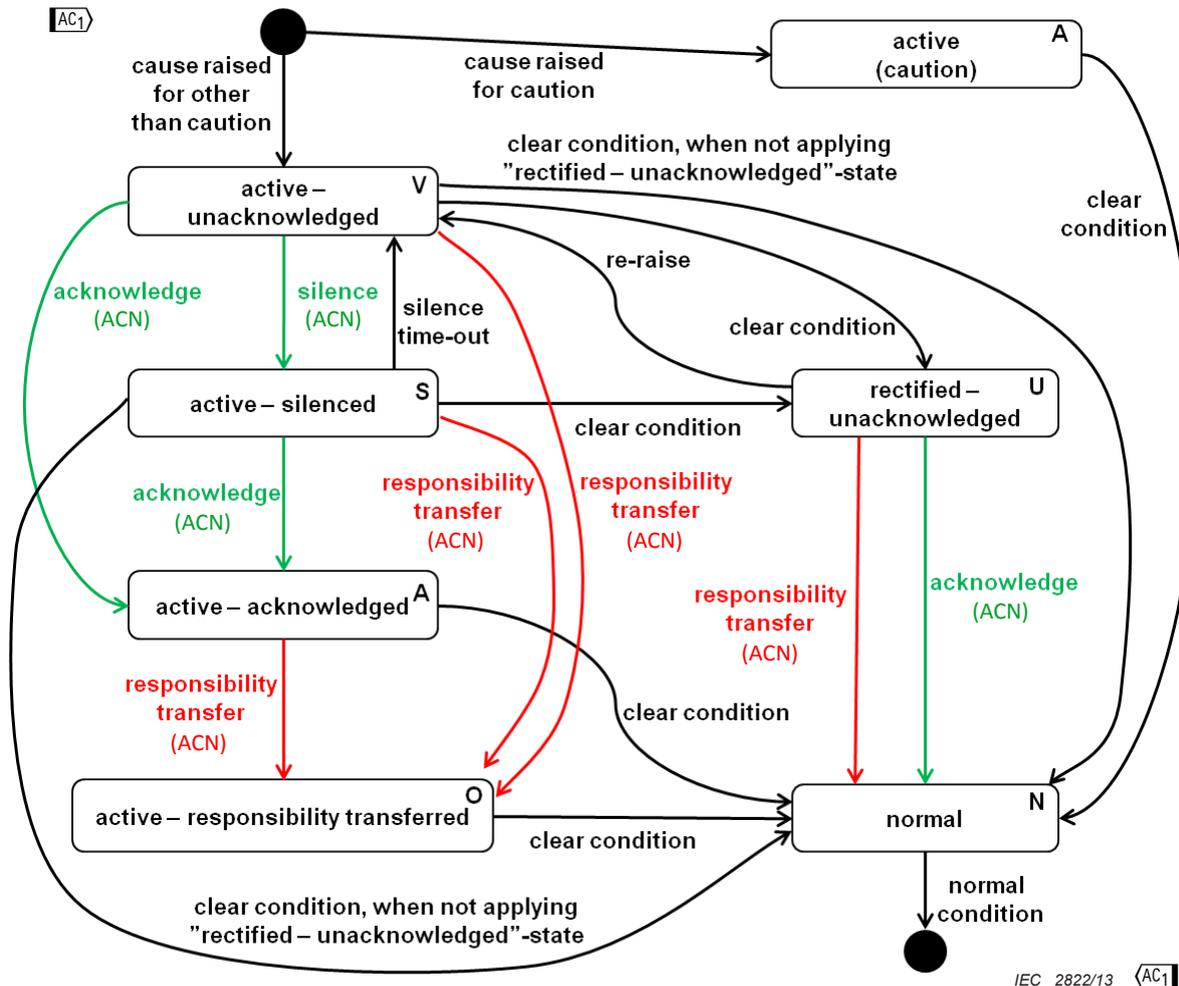 AC1
cause raised
for other
than caution
cause raised
for caution
A
active
(caution)
clear condition, when not applying
”rectified – unacknowledged”-state
clear
condition
V
active –
unacknowledged
re-raise
acknowledge
(ACN)
silence
(ACN)
silence
time-out
clear condition
S
active – silenced
clear condition
U
rectified –
unacknowledged
acknowledge
(ACN)
responsibility
transfer
(ACN)
responsibility
transfer
(ACN)
responsibility
transfer
(ACN)
acknowledge
(ACN)
A
active – acknowledged
responsibility
transfer
(ACN)
clear condition
O
active – responsibility transferred
clear condition
N
normal
clear condition, when not applying
”rectified – unacknowledged”-state
normal
condition
IEC 2822/13
AC1